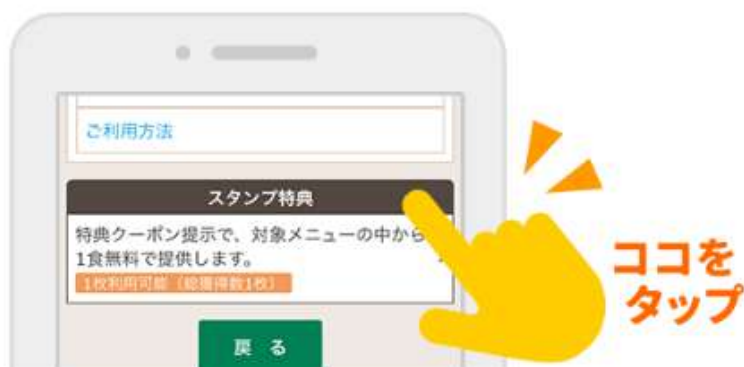 ご利用方法
スタンプ特典
特典クーポン提示で、対象メニューの中から
1食無料で提供します。
1枚利用可能（総獲得数1枚）
戻 る
ココを
タップ